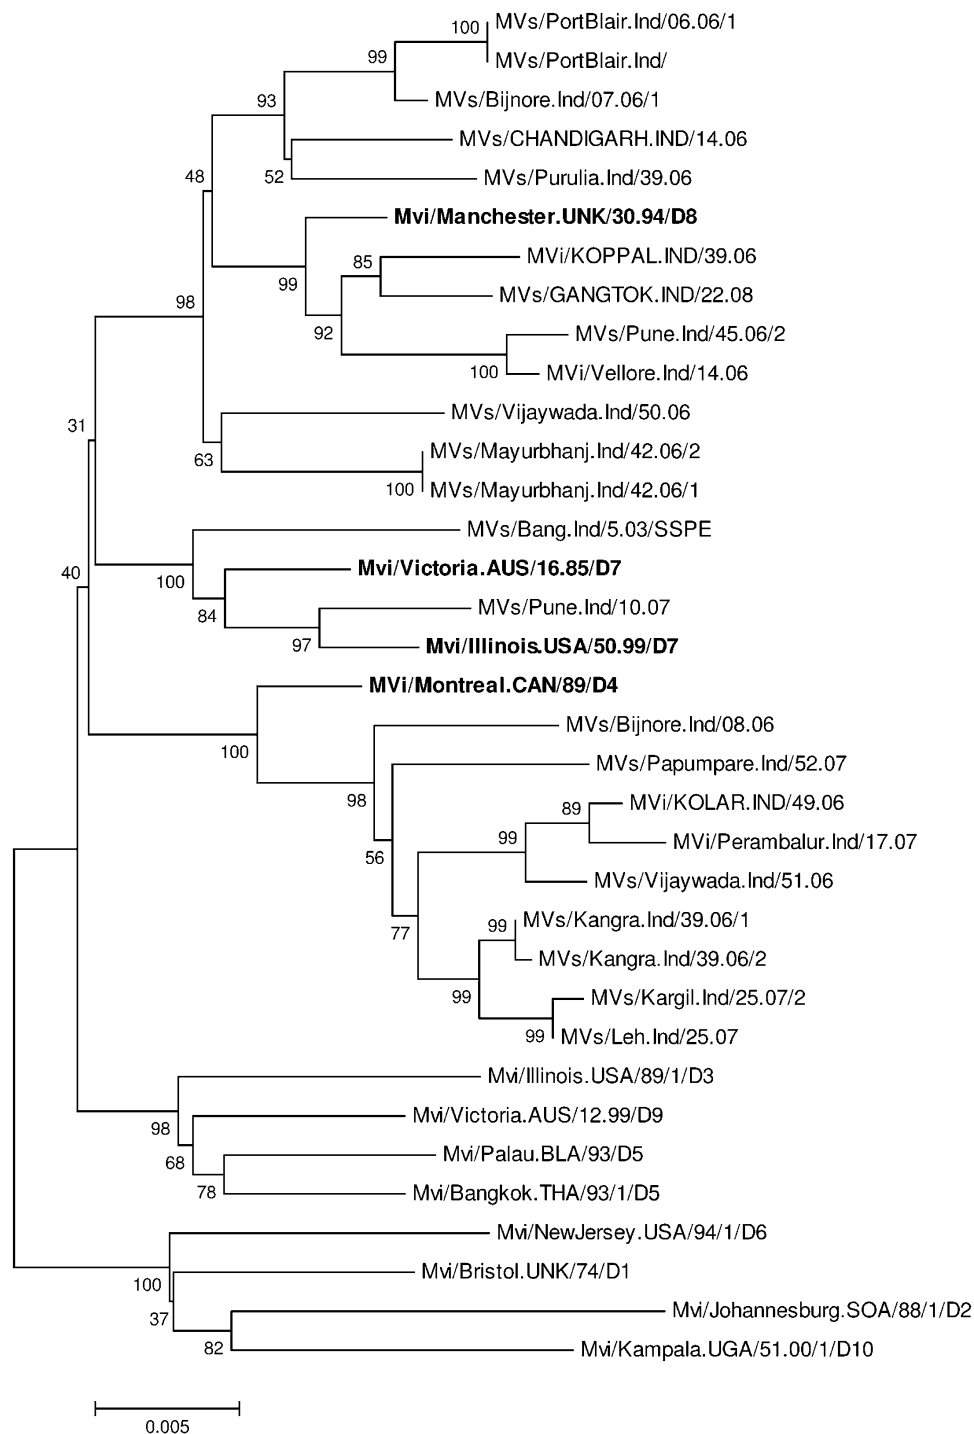 MVs/PortBlair.Ind/06.06/1
100
MVs/PortBlair.Ind/
99
MVs/Bijnore.Ind/07.06/1
93
MVs/CHANDIGARH.IND/14.06
52
MVs/Purulia.Ind/39.06
48
Mvi/Manchester.UNK/30.94/D8
MVi/KOPPAL.IND/39.06
85
99
MVs/GANGTOK.IND/22.08
98
92
MVs/Pune.Ind/45.06/2
100
MVi/Vellore.Ind/14.06
MVs/Vijaywada.Ind/50.06
31
MVs/Mayurbhanj.Ind/42.06/2
63
100
MVs/Mayurbhanj.Ind/42.06/1
MVs/Bang.Ind/5.03/SSPE
40
100
Mvi/Victoria.AUS/16.85/D7
84
MVs/Pune.Ind/10.07
97
Mvi/Illinois.USA/50.99/D7
MVi/Montreal.CAN/89/D4
MVs/Bijnore.Ind/08.06
100
MVs/Papumpare.Ind/52.07
98
MVi/KOLAR.IND/49.06
89
99
MVi/Perambalur.Ind/17.07
56
MVs/Vijaywada.Ind/51.06
MVs/Kangra.Ind/39.06/1
99
77
MVs/Kangra.Ind/39.06/2
99
MVs/Kargil.Ind/25.07/2
99
MVs/Leh.Ind/25.07
Mvi/Illinois.USA/89/1/D3
98
Mvi/Victoria.AUS/12.99/D9
68
Mvi/Palau.BLA/93/D5
78
Mvi/Bangkok.THA/93/1/D5
Mvi/NewJersey.USA/94/1/D6
100
Mvi/Bristol.UNK/74/D1
37
Mvi/Johannesburg.SOA/88/1/D2
82
Mvi/Kampala.UGA/51.00/1/D10
0.005